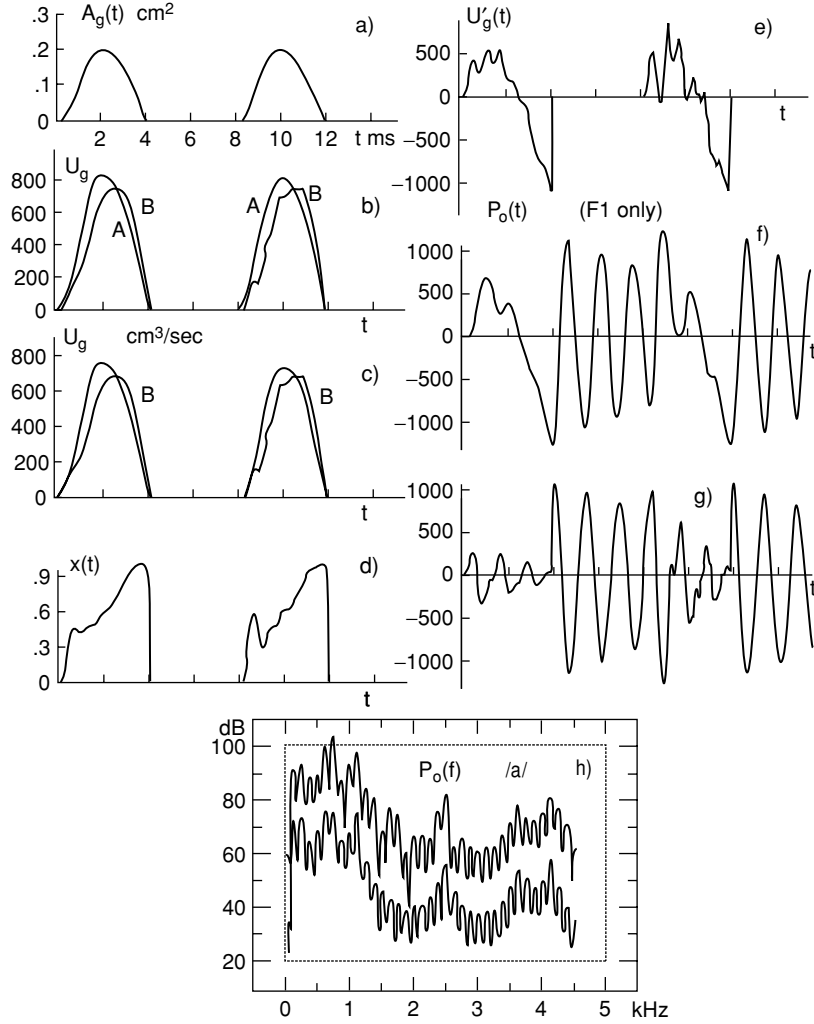 A_g(t) cm²
a)
.3
.2
.1
0
2 4 6 8 10 12 t ms
U_g
b)
800
600
400
200
0
A
B
A
B
t
U_g cm³/sec
c)
800
600
400
200
0
B
B
t
x(t)
d)
.9
.6
.3
0
t
U′_g(t)
e)
500
0
−500
−1000
t
P_o(t) (F1 only)
f)
1000
500
0
−500
−1000
t
g)
1000
500
0
−500
−1000
t
dB
P_o(f) /a/ h)
100
80
60
40
20
0 1 2 3 4 5 kHz